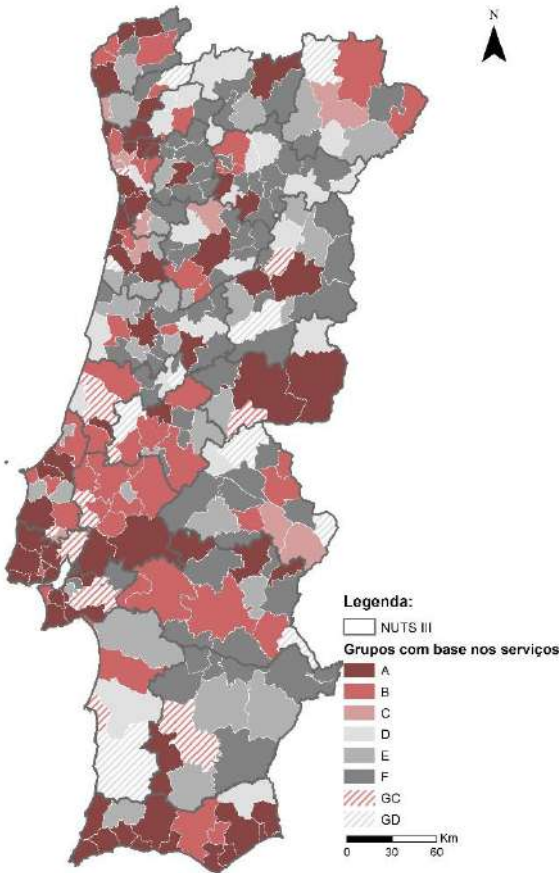 N
Legenda:
NUTS III
Grupos com base nos serviços
A
B
C
D
E
F
GC
GD
Km
0 30 60